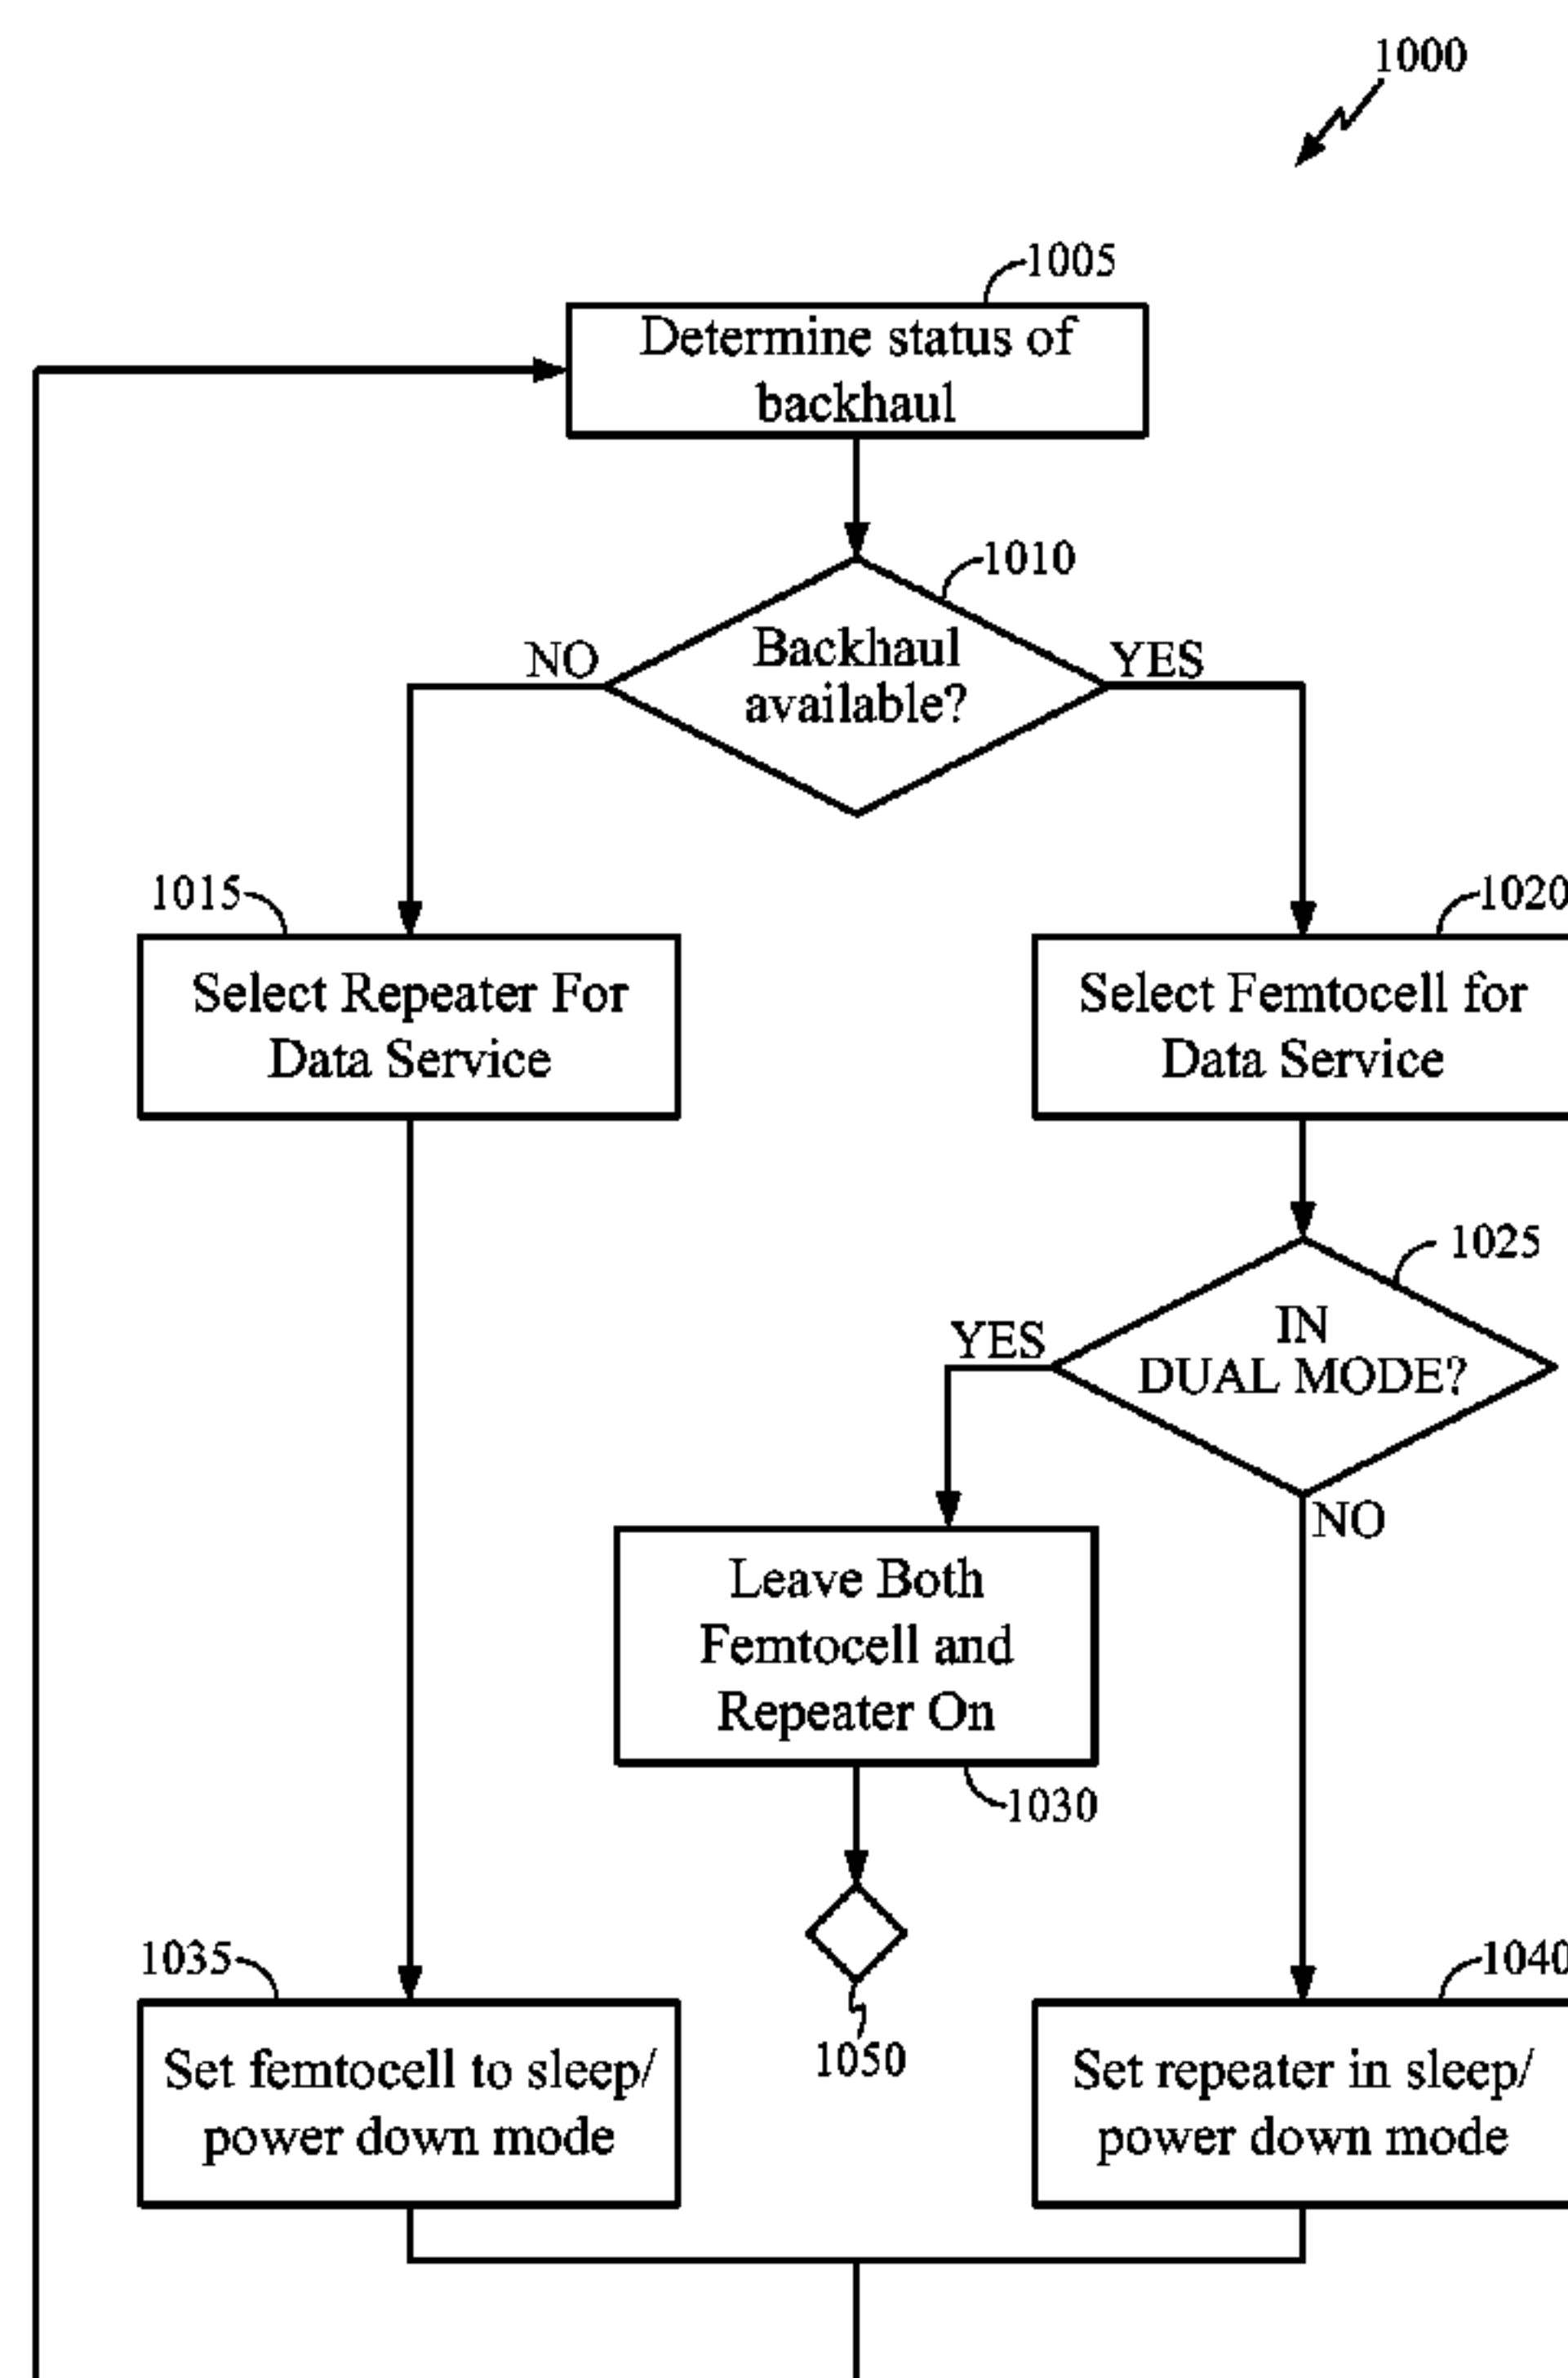 1000
1005
Determine status of
backhaul
1010
NO
Backhaul
available?
YES
1015
1020
Select Repeater For
Data Service
Select Femtocell for
Data Service
1025
YES
IN
DUAL MODE?
NO
Leave Both
Femtocell and
Repeater On
1030
1035
1040
1050
Set femtocell to sleep/
power down mode
Set repeater in sleep/
power down mode